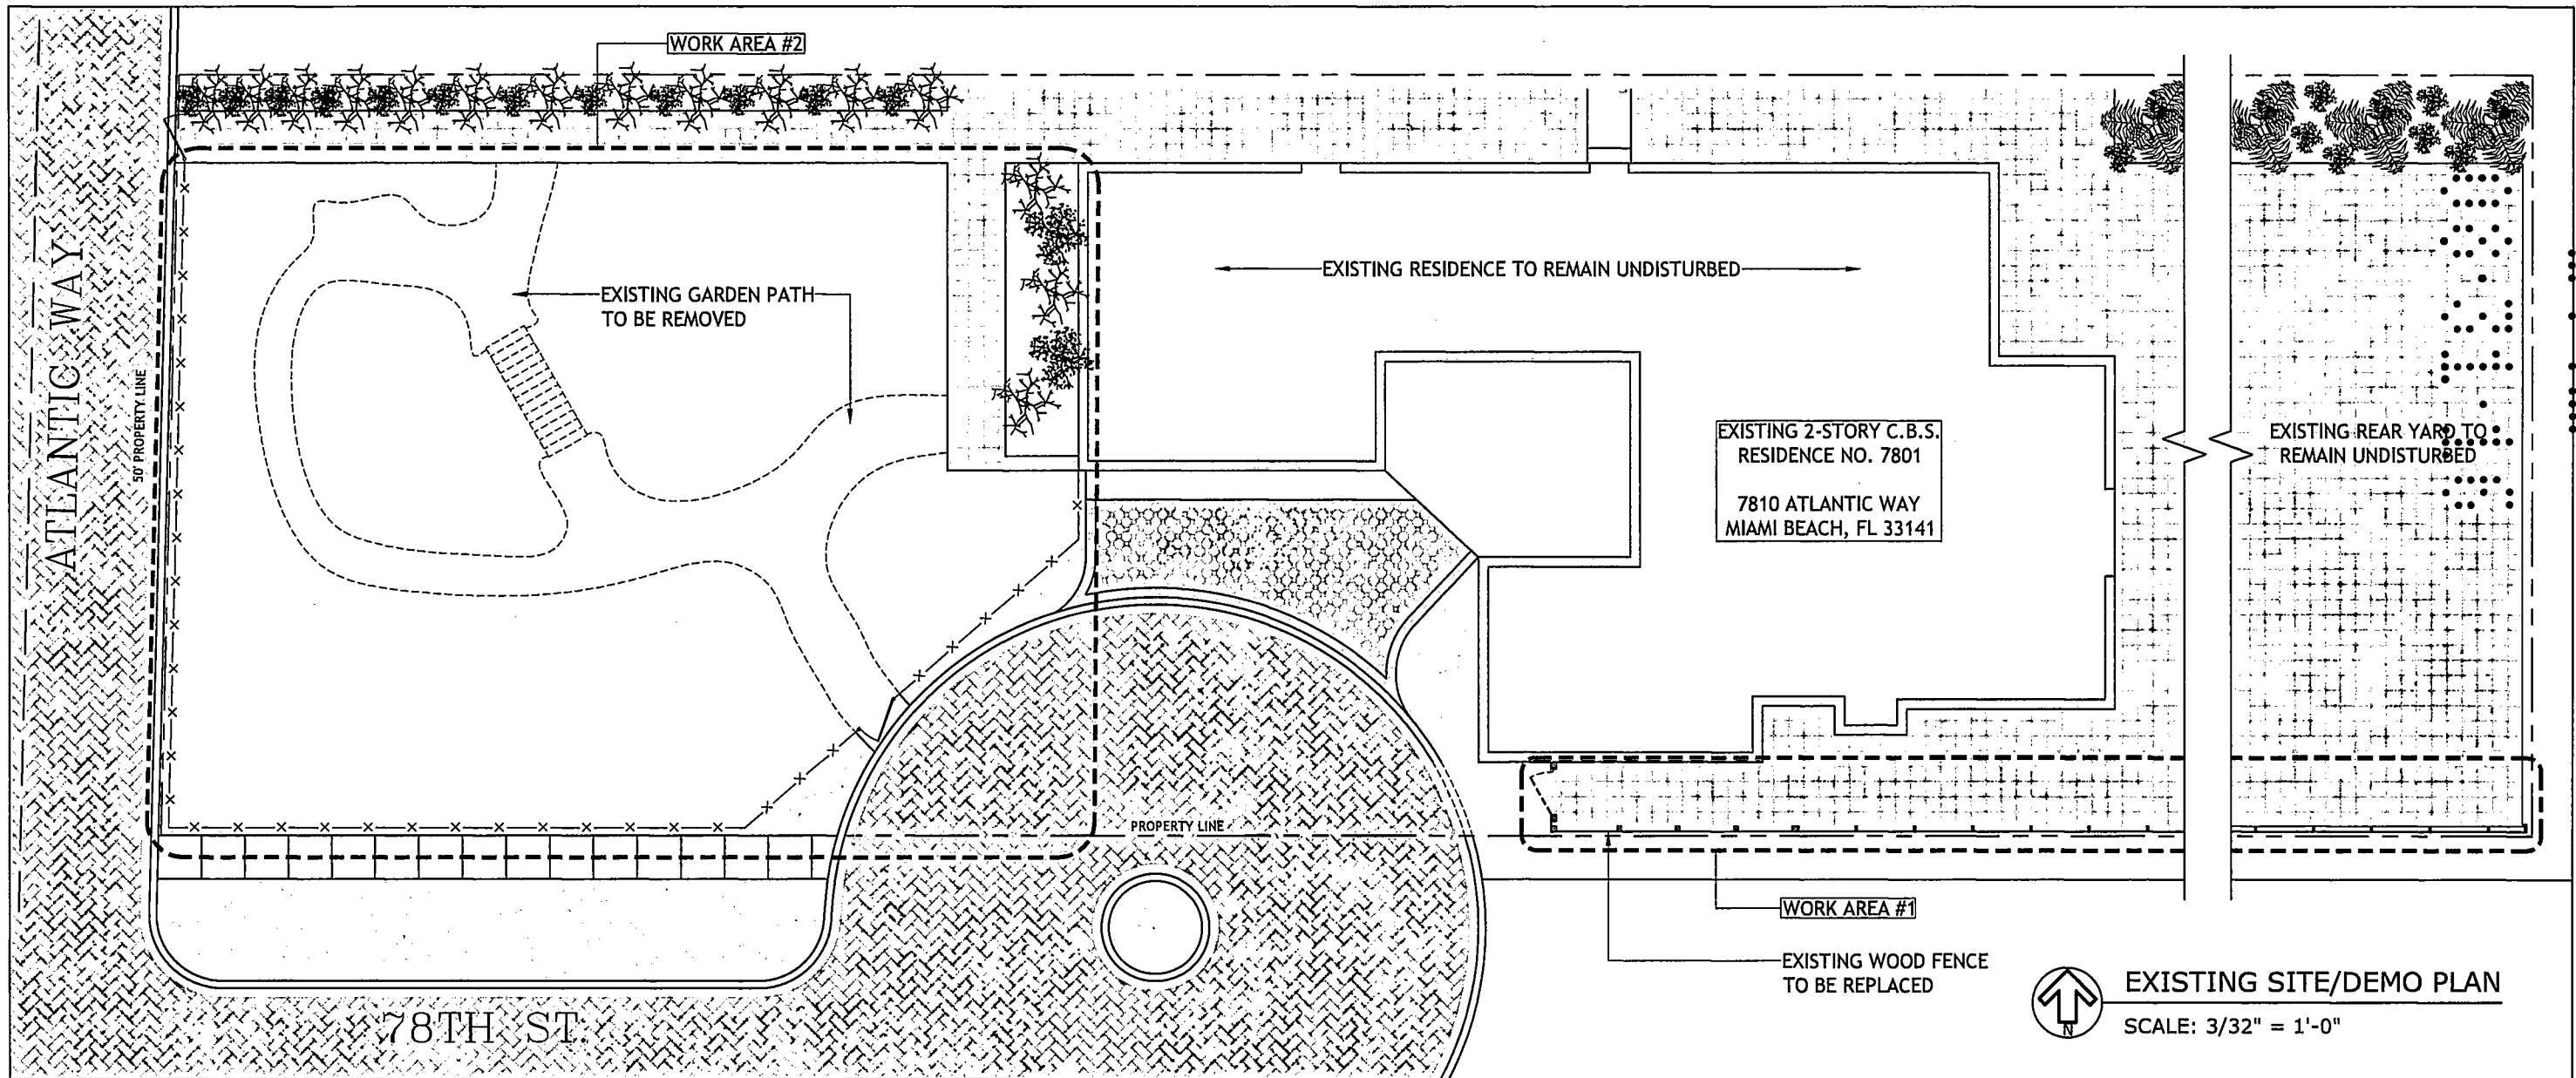 WORK AREA #2
ATLANTIC WAY
50' PROPERTY LINE
EXISTING GARDEN PATH
TO BE REMOVED
EXISTING RESIDENCE TO REMAIN UNDISTURBED
EXISTING 2-STORY C.B.S.
RESIDENCE NO. 7801
7810 ATLANTIC WAY
MIAMI BEACH, FL 33141
EXISTING REAR YARD TO
REMAIN UNDISTURBED
PROPERTY LINE
WORK AREA #1
EXISTING WOOD FENCE
TO BE REPLACED
78TH ST.
N
EXISTING SITE/DEMO PLAN
SCALE: 3/32" = 1'-0"